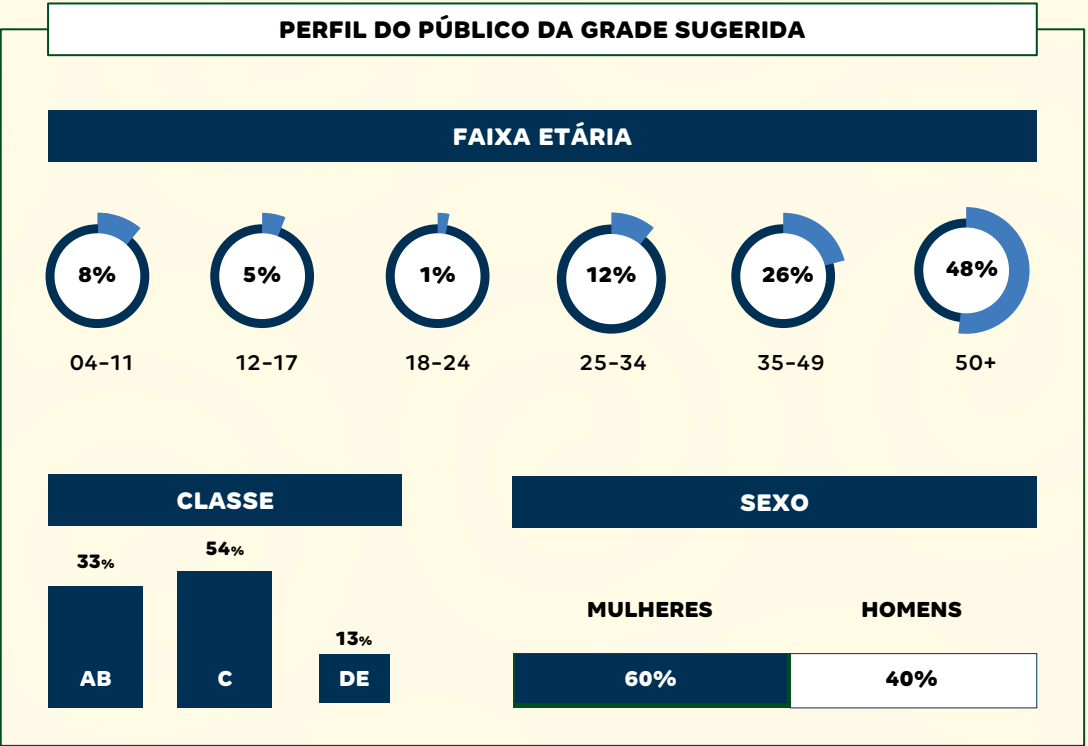 PERFIL DO PÚBLICO DA GRADE SUGERIDA
FAIXA ETÁRIA
8%
5%
1%
12%
26%
48%
04-11
12-17
18-24
25-34
35-49
50+
CLASSE
33%
54%
13%
AB
C
DE
SEXO
MULHERES
HOMENS
60%
40%